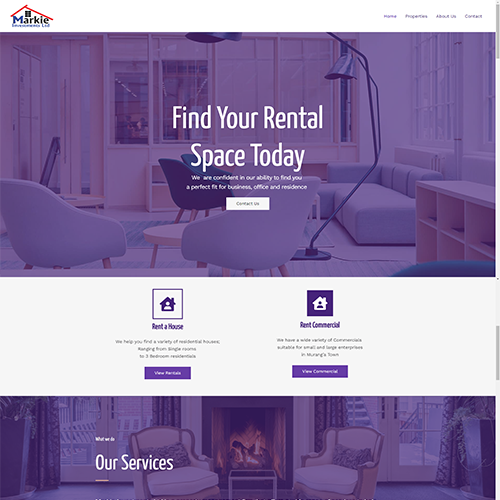 Markie
Investments Ltd
Home Properties About Us Contact
Find Your Rental
Space Today
We are confident in our ability to find you
a perfect fit for business, office and residence
Contact Us
Rent a House
We help you find a variety of residential houses;
Ranging from Single rooms
to 3 Bedroom residentials
View Rentals
Rent Commercial
We have a wide variety of Commercials
suitable for small and large enterprises
in Murang's Town
View Commercial
What we do
Our Services